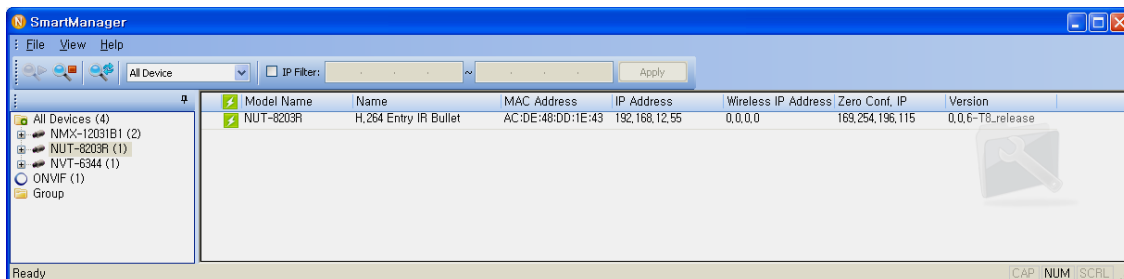 SmartManager
File View Help
All Device IP Filter: . . . ~ . . . Apply
Model Name Name MAC Address IP Address Wireless IP Address Zero Conf, IP Version
NUT-8203R H,264 Entry IR Bullet AC:DE:48:DD:1E:43 192,168,12,55 0,0,0,0 169,254,196,115 0,0,6-T8_release
All Devices (4)
NMX-12031B1 (2)
NUT-8203R (1)
NVT-6344 (1)
ONVIF (1)
Group
Ready CAP NUM SCRL